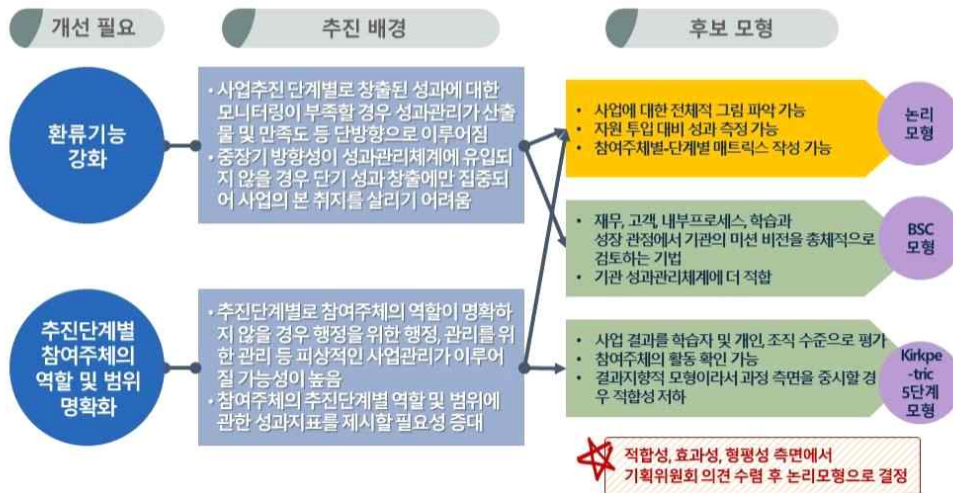 개선 필요
추진 배경
후보 모형
환류기능
강화
• 사업추진 단계별로 창출된 성과에 대한
모니터링이 부족할 경우 성과관리가 산출
물 및 만족도 등 단방향으로 이루어짐
• 중장기 방향성이 성과관리체계에 유입되
지 않을 경우 단기 성과 창출에만 집중되
어 사업의 본 취지를 살리기 어려움
• 사업에 대한 전체적 그림 파악 가능
• 자원 투입 대비 성과 측정 가능
• 참여주체별-단계별 매트릭스 작성 가능
논리
모형
• 재무, 고객, 내부프로세스, 학습과
성장 관점에서 기관의 미션 비전을 총체적으로
검토하는 기법
• 기관 성과관리체계에 더 적합
BSC
모형
추진단계별
참여주체의
역할 및 범위
명확화
• 추진단계별로 참여주체의 역할이 명확하
지 않을 경우 행정을 위한 행정, 관리를 위
한 관리 등 피상적인 사업관리가 이루어
질 가능성이 높음
• 참여주체의 추진단계별 역할 및 범위에
관한 성과지표를 제시할 필요성 증대
• 사업 결과를 학습자 및 개인, 조직 수준으로 평가
• 참여주체의 활동 확인 가능
• 결과지향적 모형이라서 과정 측면을 중시할 경
우 적합성 저하
Kirkpe
-tric
5단계
모형
적합성, 효과성, 형평성 측면에서
기획위원회 의견 수렴 후 논리모형으로 결정